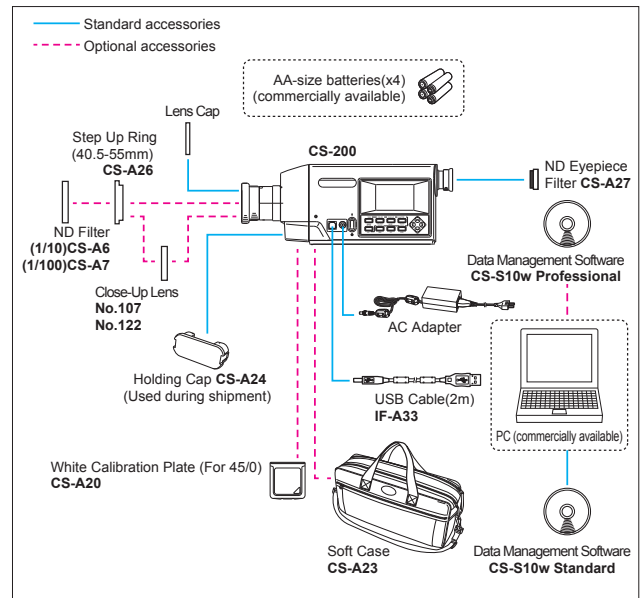 Standard accessories
Optional accessories
AA-size batteries(x4)
(commercially available)
Lens Cap
Step Up Ring
(40.5-55mm)
CS-A26
CS-200
ND Eyepiece
Filter CS-A27
ND Filter
(1/10)CS-A6
(1/100)CS-A7
Close-Up Lens
No.107
No.122
Data Management Software
CS-S10w Professional
AC Adapter
Holding Cap CS-A24
(Used during shipment)
USB Cable(2m)
IF-A33
PC (commercially available)
White Calibration Plate (For 45/0)
CS-A20
Soft Case
CS-A23
Data Management Software
CS-S10w Standard